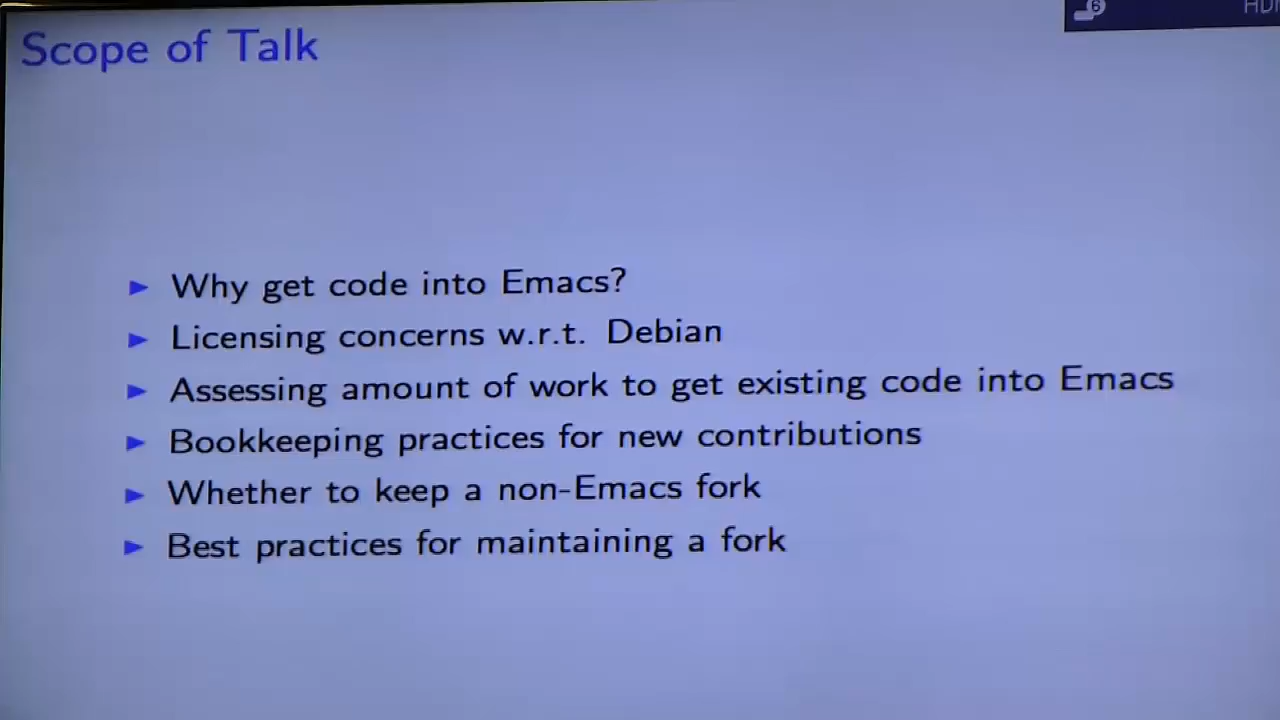 Scope of Talk
6
Why get code into Emacs?
Licensing concerns w.r.t. Debian
Assessing amount of work to get existing code into Emacs
Bookkeeping practices for new contributions
Whether to keep a non-Emacs fork
Best practices for maintaining a fork